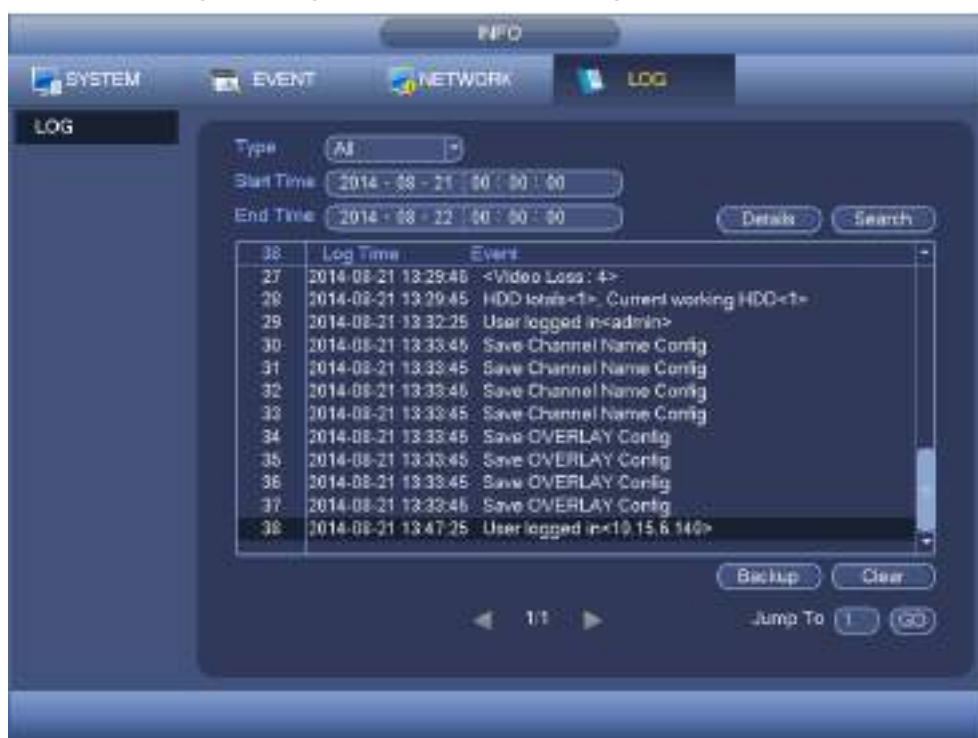 INFO
SYSTEM EVENT NETWORK LOG
LOG
Type All
Start Time 2014 - 08 - 21 00 : 00 : 00
End Time 2014 - 08 - 22 00 : 00 : 00 Details Search
38 Log Time Event
27 2014-08-21 13:29:46 <Video Loss : 4>
28 2014-08-21 13:29:45 HDD totals<1>, Current working HDD<1>
29 2014-08-21 13:32:25 User logged in<admin>
30 2014-08-21 13:33:45 Save Channel Name Config
31 2014-08-21 13:33:45 Save Channel Name Config
32 2014-08-21 13:33:45 Save Channel Name Config
33 2014-08-21 13:33:45 Save Channel Name Config
34 2014-08-21 13:33:45 Save OVERLAY Config
35 2014-08-21 13:33:45 Save OVERLAY Config
36 2014-08-21 13:33:45 Save OVERLAY Config
37 2014-08-21 13:33:45 Save OVERLAY Config
38 2014-08-21 13:47:25 User logged in<10.15.6.140>
Backup Clear
1/1 Jump To 1 GO